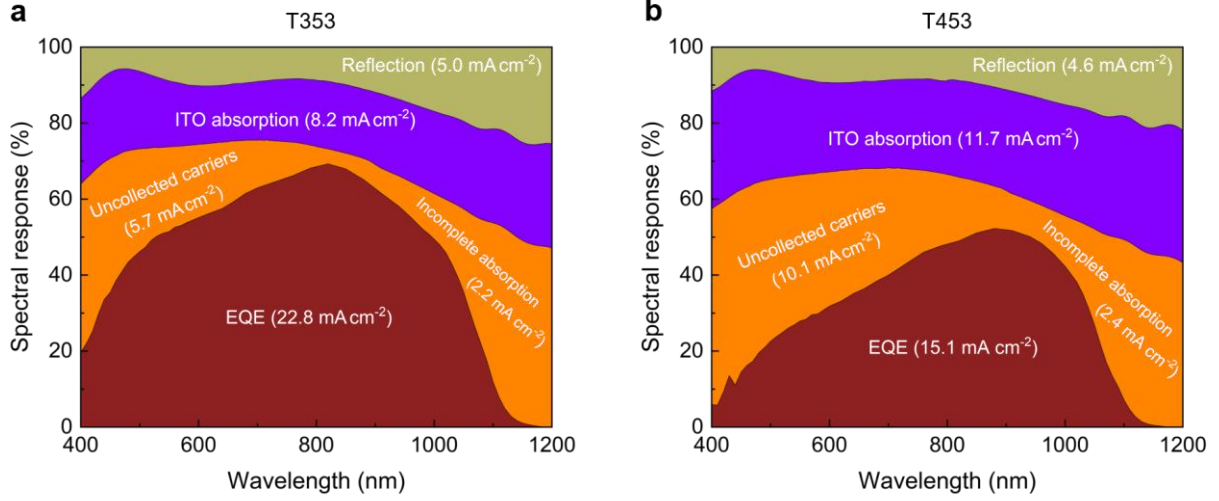 a
T353
100
80
60
40
20
0
Spectral response (%)
Reflection (5.0 mA cm⁻²)
ITO absorption (8.2 mA cm⁻²)
Uncollected carriers
(5.7 mA cm⁻²)
Incomplete absorption
(2.2 mA cm⁻²)
EQE (22.8 mA cm⁻²)
400 600 800 1000 1200
Wavelength (nm)
b
T453
100
80
60
40
20
0
Spectral response (%)
Reflection (4.6 mA cm⁻²)
ITO absorption (11.7 mA cm⁻²)
Uncollected carriers
(10.1 mA cm⁻²)
Incomplete absorption
(2.4 mA cm⁻²)
EQE (15.1 mA cm⁻²)
400 600 800 1000 1200
Wavelength (nm)